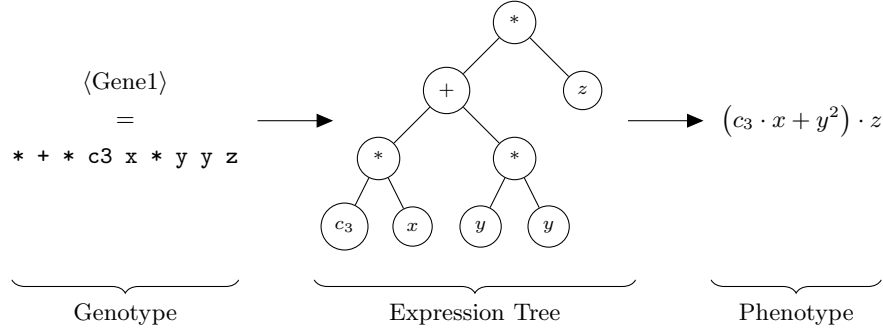 ⟨Gene1⟩
=
* + * c3 x * y y z
*
+
z
*
*
c₃
x
y
y
(c₃ · x + y²) · z
Genotype
Expression Tree
Phenotype